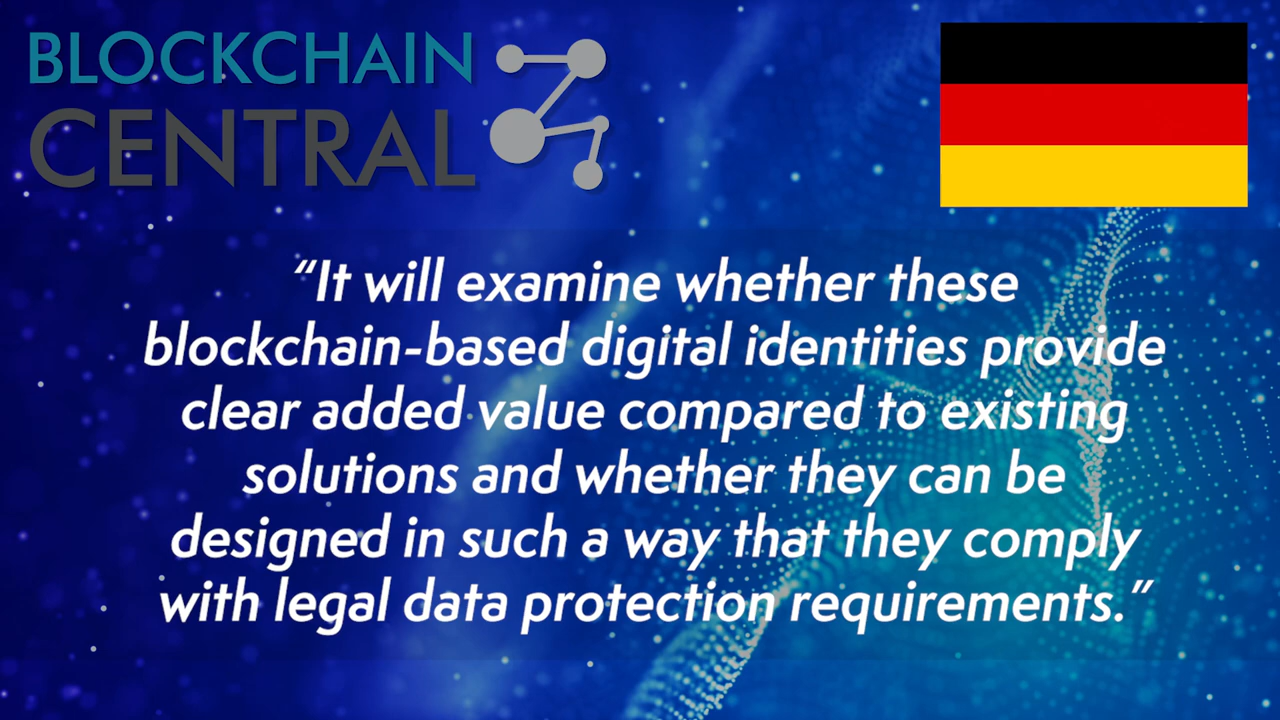 BLOCKCHAIN
CENTRAL
“It will examine whether these
blockchain-based digital identities provide
clear added value compared to existing
solutions and whether they can be
designed in such a way that they comply
with legal data protection requirements.”